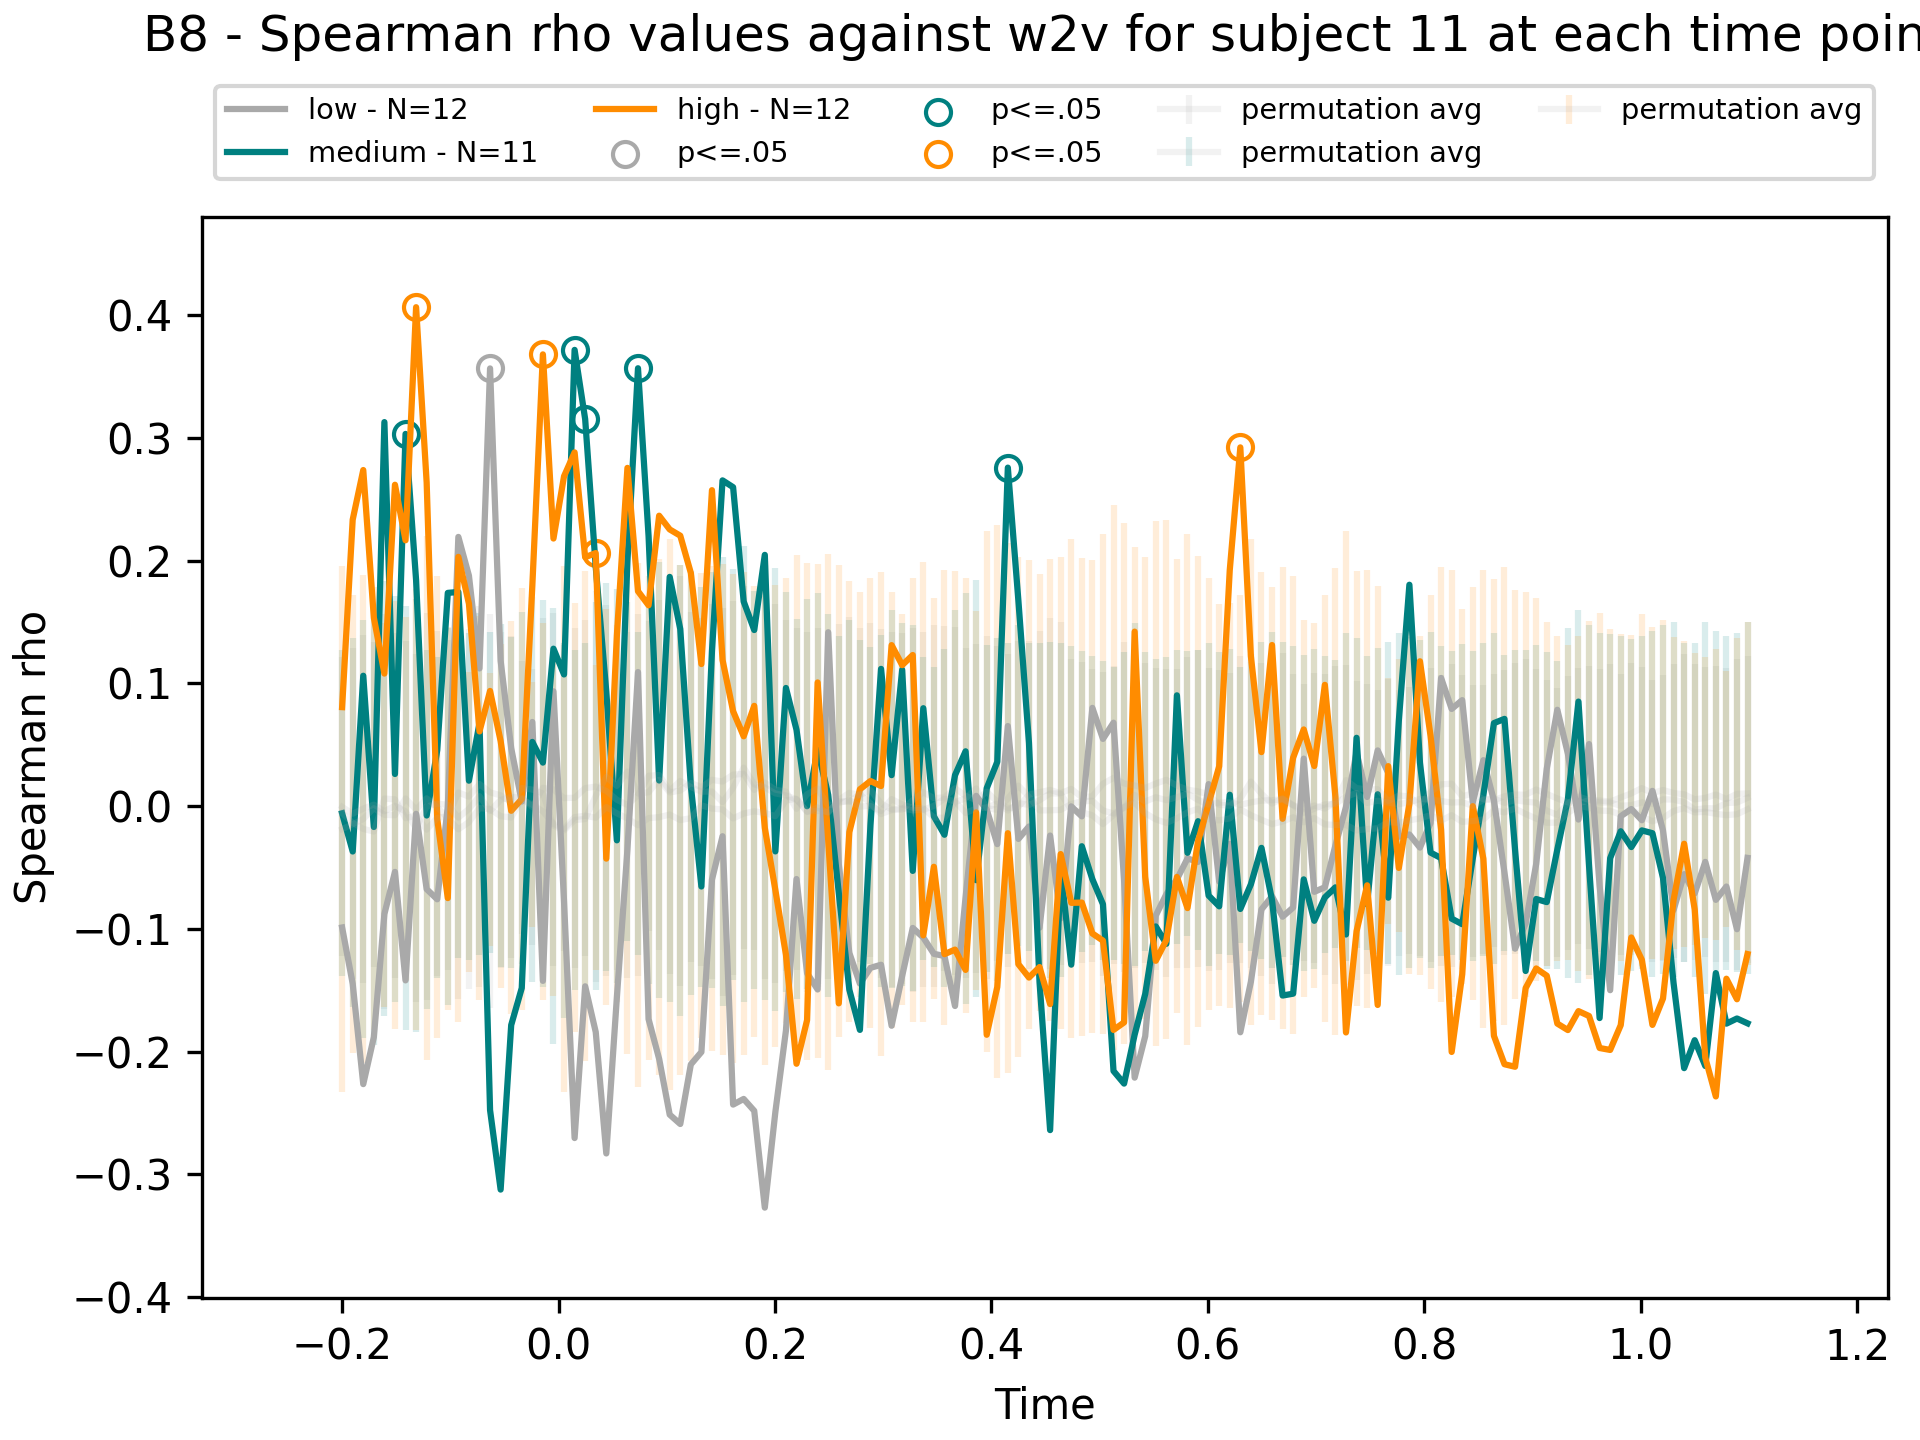 B8 - Spearman rho values against w2v for subject 11 at each time poin
low - N=12
medium - N=11
high - N=12
p<=.05
p<=.05
p<=.05
permutation avg
permutation avg
permutation avg
Spearman rho
0.4
0.3
0.2
0.1
0.0
−0.1
−0.2
−0.3
−0.4
−0.2
0.0
0.2
0.4
0.6
0.8
1.0
1.2
Time